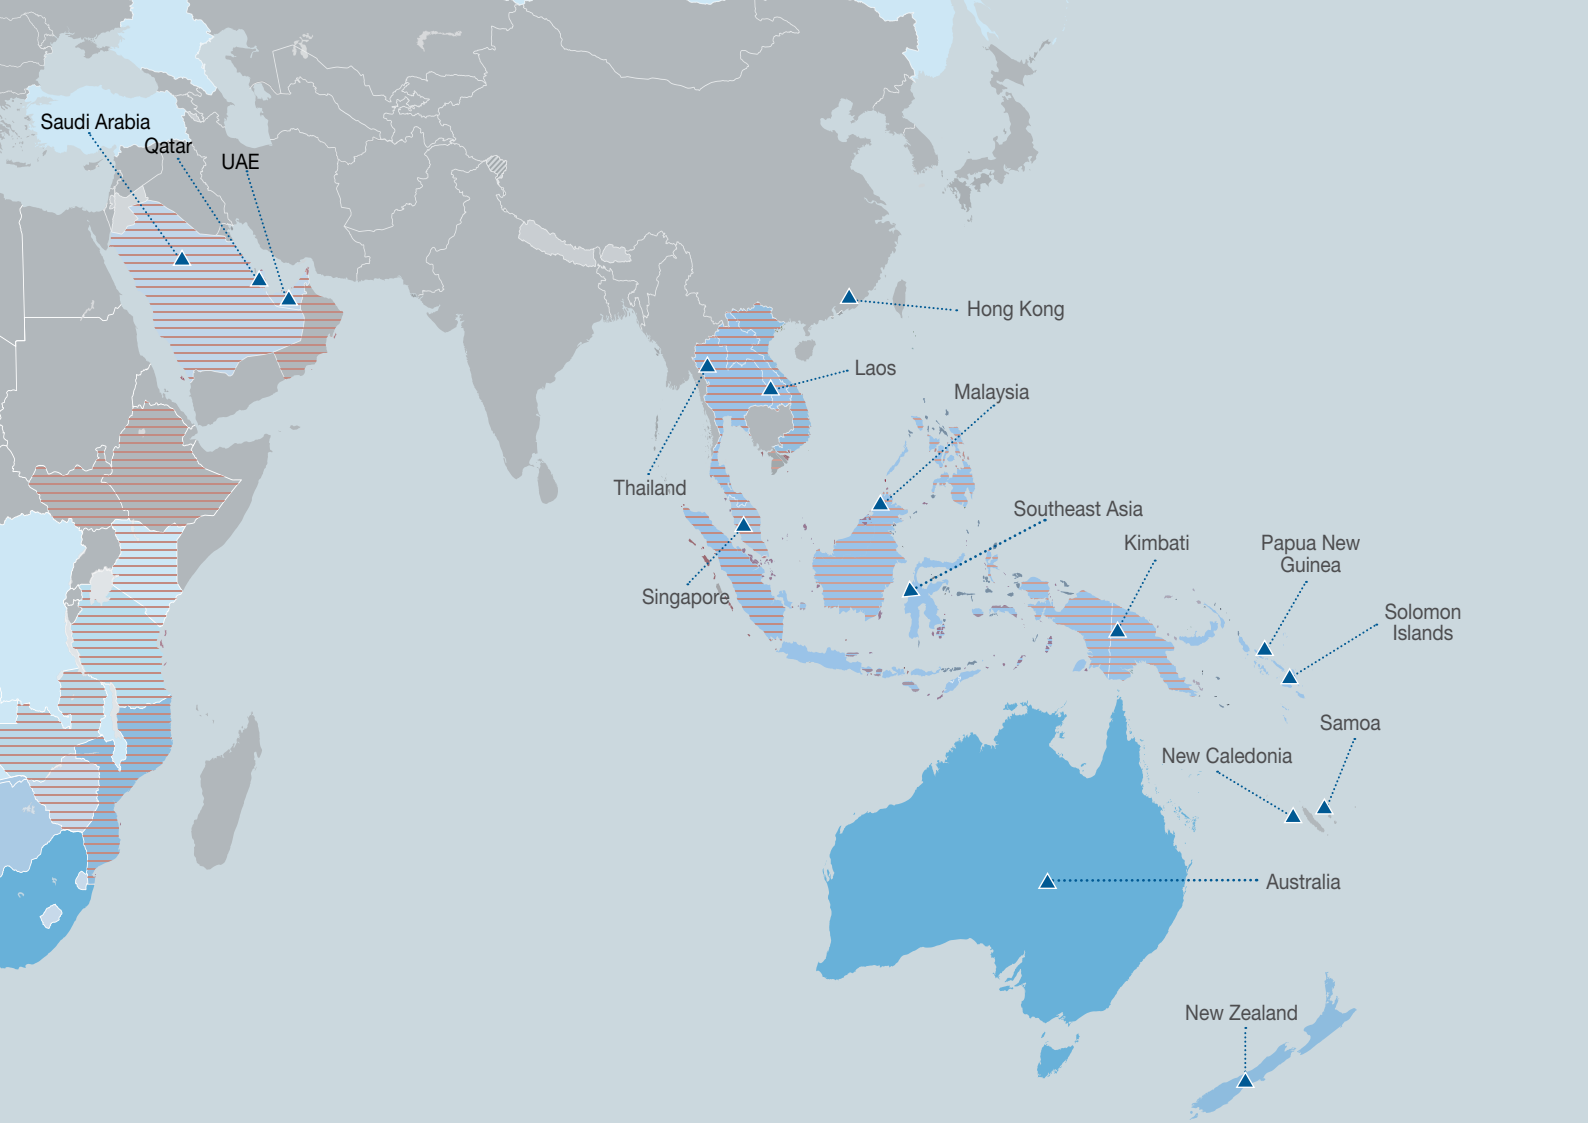 Saudi Arabia
Qatar
UAE
Hong Kong
Laos
Malaysia
Thailand
Southeast Asia
Kimbati
Papua New
Guinea
Singapore
Solomon
Islands
Samoa
New Caledonia
Australia
New Zealand